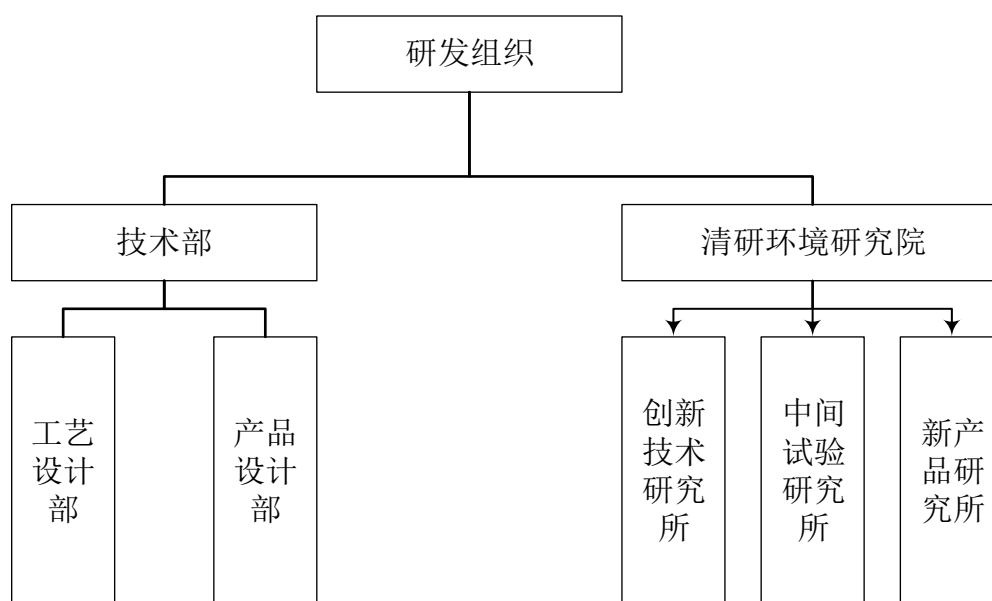 研发组织
技术部
清研环境研究院
工艺
设计
部
产品
设计
部
创新
技术
研究
所
中间
试验
研究
所
新产
品研
究所